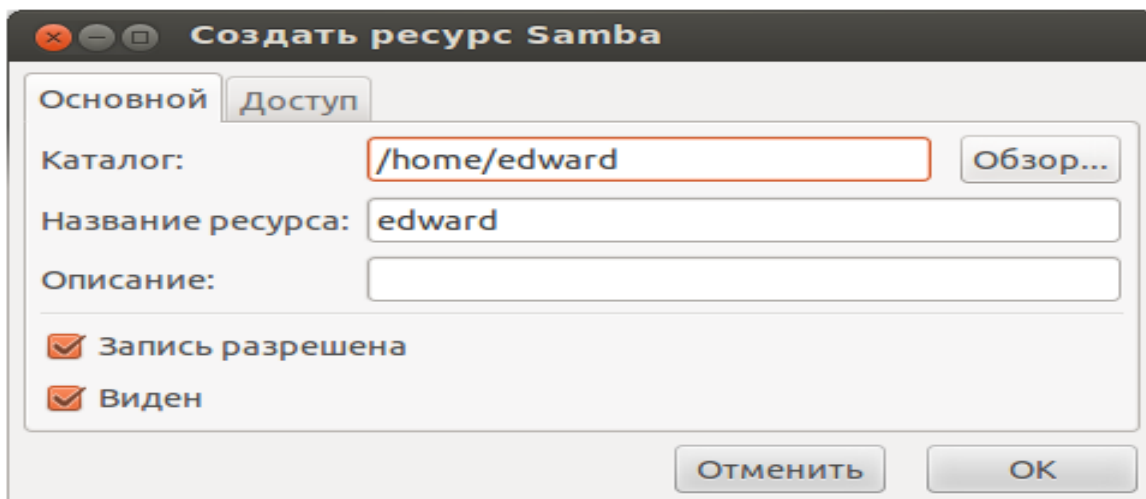 Создать ресурс Samba
Основной Доступ
Каталог: /home/edward Обзор...
Название ресурса: edward
Описание:
Запись разрешена
Виден
Отменить OK